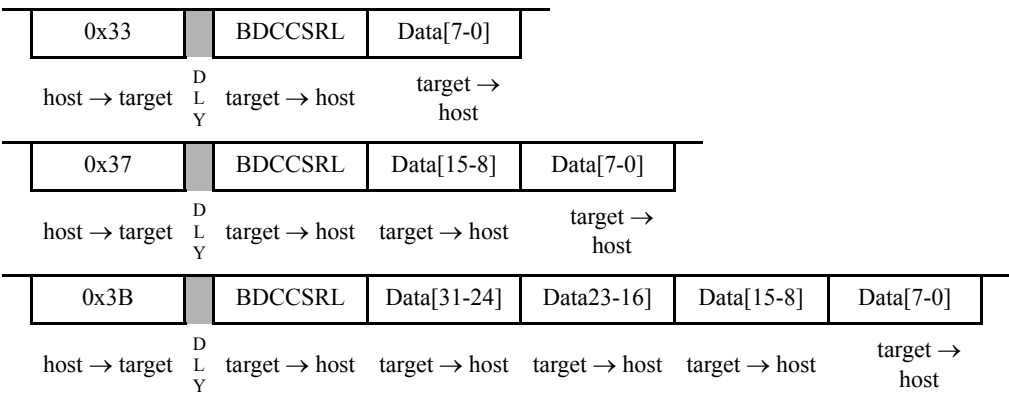 0x33 BDCCSRL Data[7-0]
host → target D L Y target → host target → host
0x37 BDCCSRL Data[15-8] Data[7-0]
host → target D L Y target → host target → host target → host
0x3B BDCCSRL Data[31-24] Data23-16] Data[15-8] Data[7-0]
host → target D L Y target → host target → host target → host target → host target → host